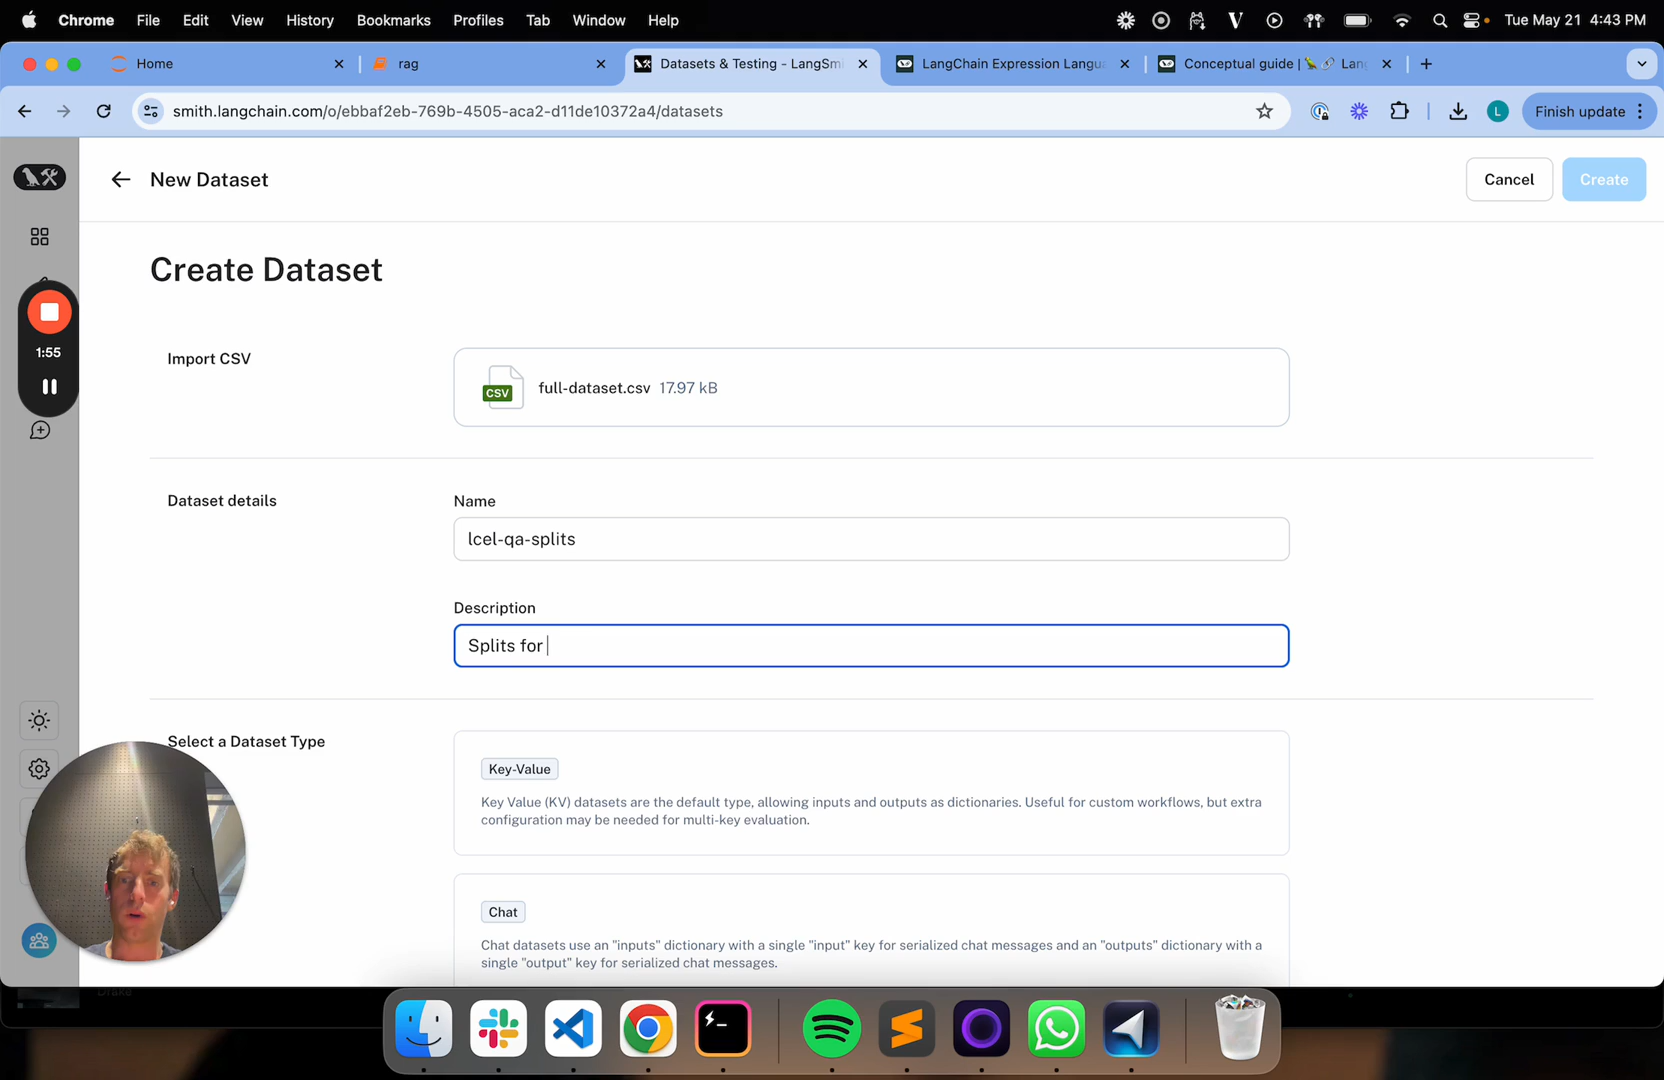 Chrome File Edit View History Bookmarks Profiles Tab Window Help Tue May 21 4:43 PM
Home rag Datasets & Testing - LangSmi LangChain Expression Langua Conceptual guide | Lang
smith.langchain.com/o/ebbaf2eb-769b-4505-aca2-d11de10372a4/datasets L Finish update
New Dataset Cancel Create
Create Dataset
1:55
Import CSV
CSV full-dataset.csv 17.97 kB
Dataset details
Name
lcel-qa-splits
Description
Splits for
Select a Dataset Type
Key-Value
Key Value (KV) datasets are the default type, allowing inputs and outputs as dictionaries. Useful for custom workflows, but extra
configuration may be needed for multi-key evaluation.
Chat
Chat datasets use an "inputs" dictionary with a single "input" key for serialized chat messages and an "outputs" dictionary with a
single "output" key for serialized chat messages.
Drake